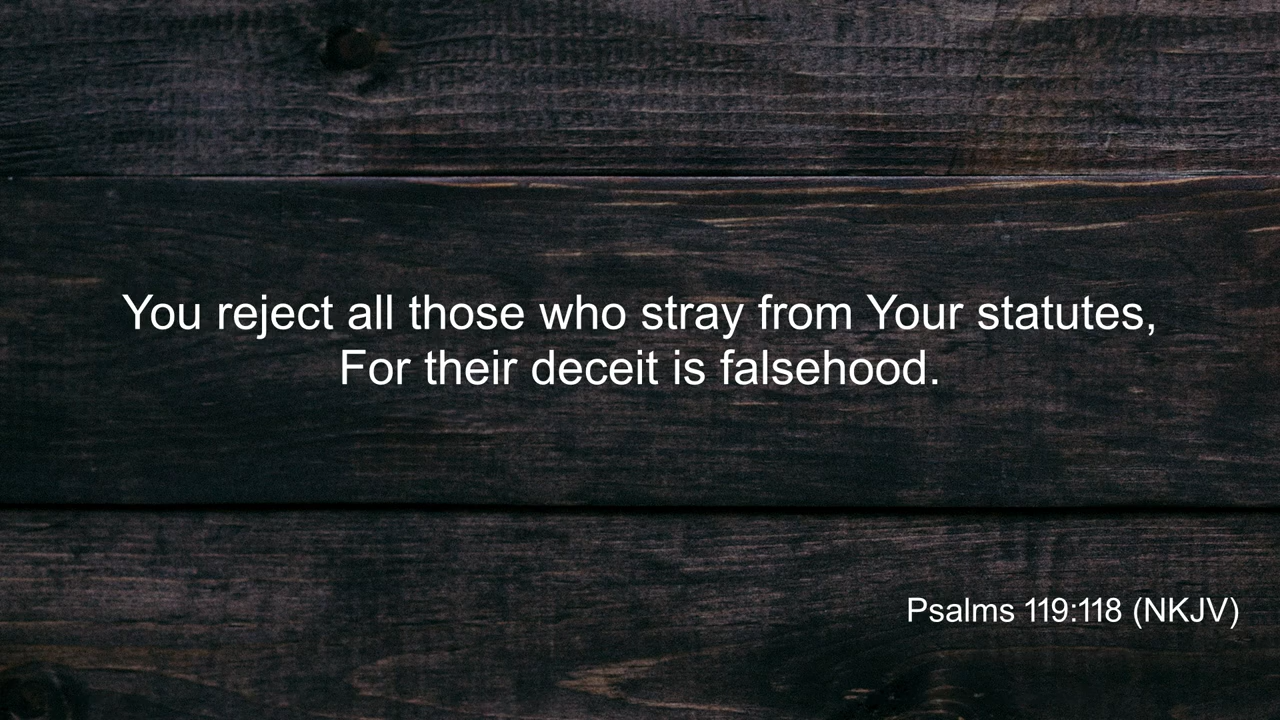 You reject all those who stray from Your statutes,
For their deceit is falsehood.
Psalms 119:118 (NKJV)